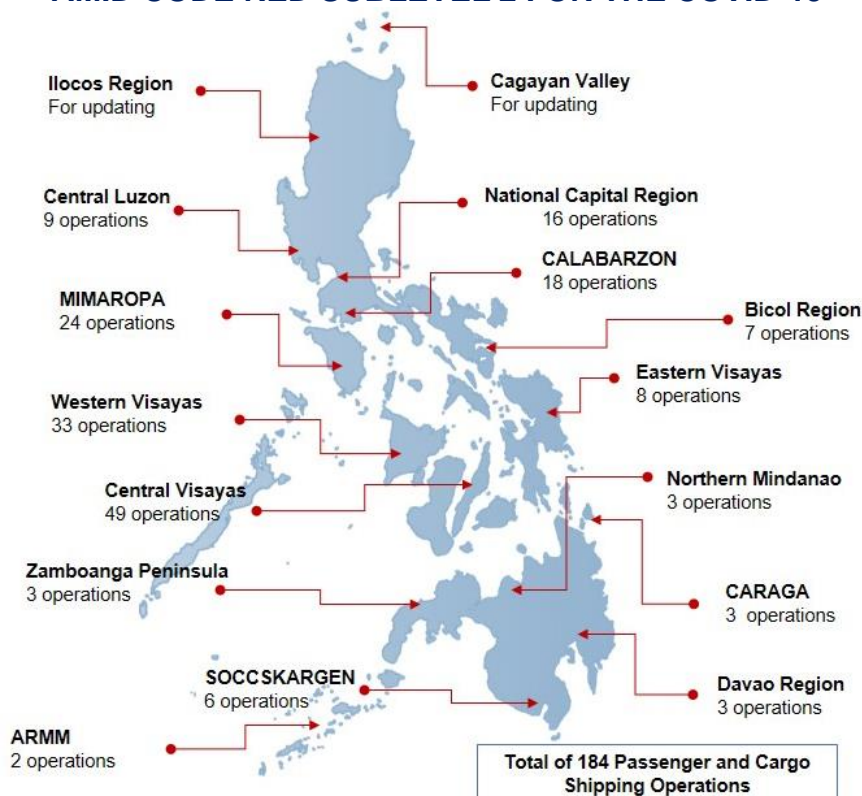 Ilocos Region
For updating
Cagayan Valley
For updating
Central Luzon
9 operations
National Capital Region
16 operations
CALABARZON
18 operations
MIMAROPA
24 operations
Bicol Region
7 operations
Eastern Visayas
8 operations
Western Visayas
33 operations
Central Visayas
49 operations
Northern Mindanao
3 operations
Zamboanga Peninsula
3 operations
CARAGA
3 operations
SOCCSKARGEN
6 operations
Davao Region
3 operations
ARMM
2 operations
Total of 184 Passenger and Cargo
Shipping Operations